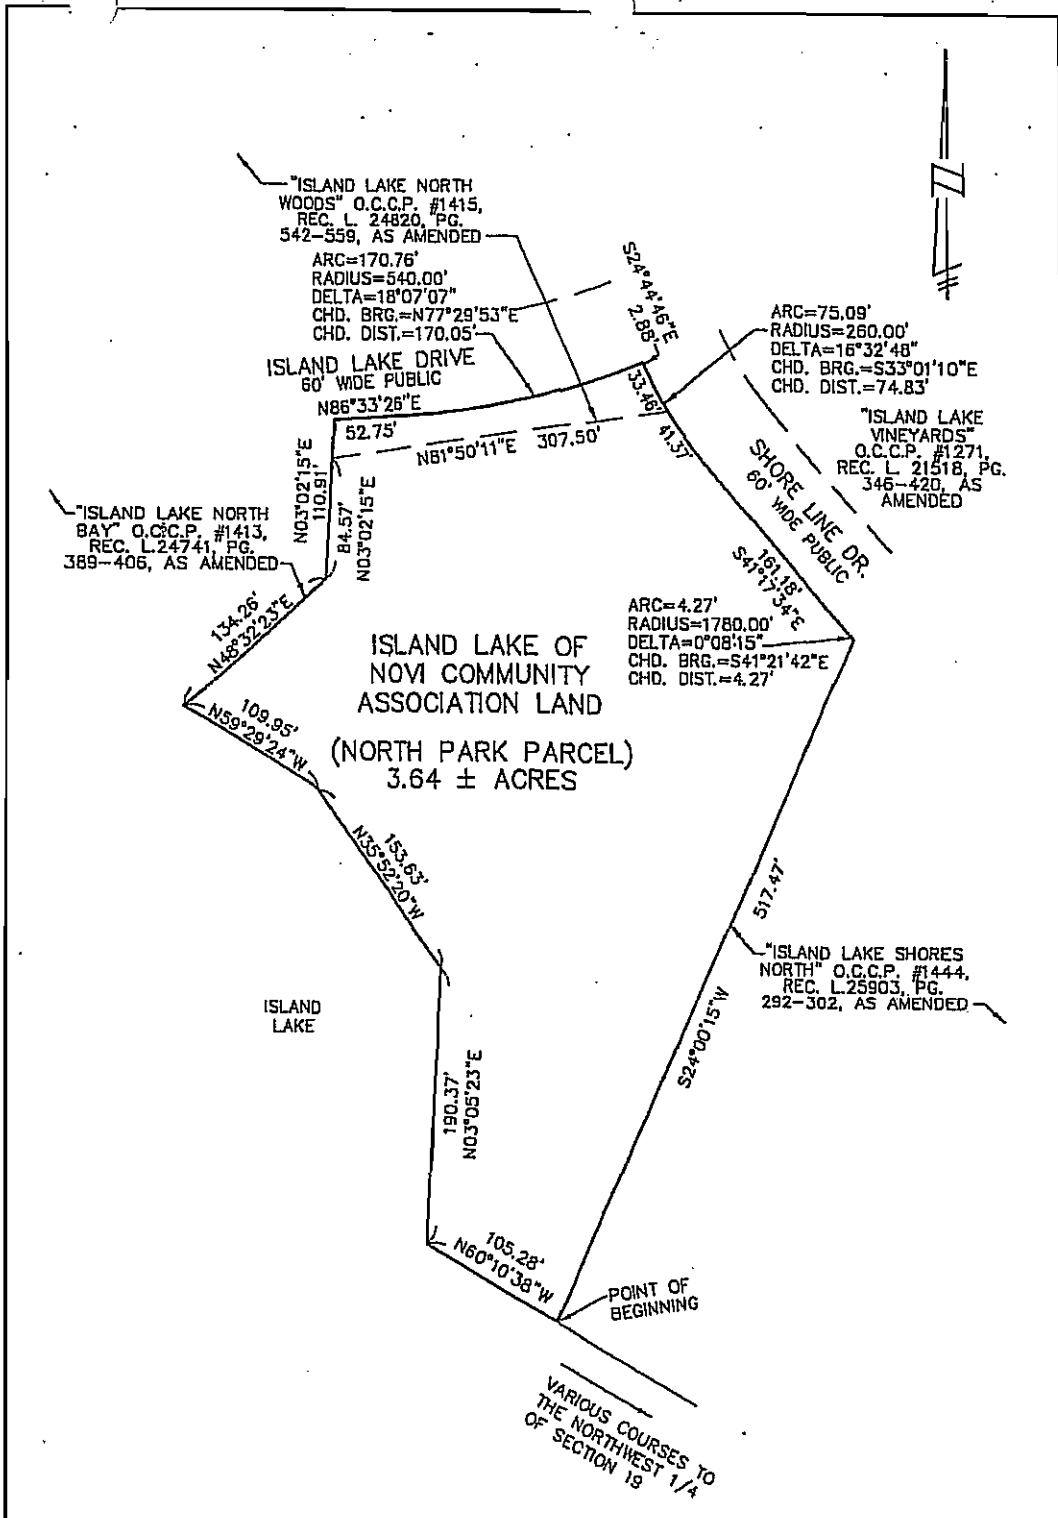 "ISLAND LAKE NORTH
WOODS" O.C.C.P. #1415,
REC. L. 24820, PG.
542-559, AS AMENDED
ARC=170.76'
RADIUS=540.00'
DELTA=18°07'07"
CHD. BRG.=N77°29'53"E
CHD. DIST.=170.05'
S24°44'46"E
2.88'
ARC=75.09'
RADIUS=260.00'
DELTA=16°32'48"
CHD. BRG.=S33°01'10"E
CHD. DIST.=74.83'
ISLAND LAKE DRIVE
60' WIDE PUBLIC
N86°33'26"E
52.75'
N81°50'11"E 307.50'
33.46'
41.37'
"ISLAND LAKE
VINEYARDS"
O.C.C.P. #1271,
REC. L. 21518, PG.
346-420, AS
AMENDED
SHORE LINE DR.
60' WIDE PUBLIC
N03°02'15"E
110.91'
84.57'
N03°02'15"E
"ISLAND LAKE NORTH
BAY" O.C.C.P. #1413,
REC. L.24741, PG.
389-406, AS AMENDED
161.18'
S41°17'34"E
134.26'
N48°32'23"E
ARC=4.27'
RADIUS=1780.00'
DELTA=0°08'15"
CHD. BRG.=S41°21'42"E
CHD. DIST.=4.27'
ISLAND LAKE OF
NOVI COMMUNITY
ASSOCIATION LAND
(NORTH PARK PARCEL)
3.64 ± ACRES
109.95'
N59°29'24"W
153.63'
N35°52'20"W
517.47'
S24°00'15"W
"ISLAND LAKE SHORES
NORTH" O.C.C.P. #1444,
REC. L.25903, PG.
292-302, AS AMENDED
ISLAND
LAKE
190.37'
N03°05'23"E
105.28'
N60°10'38"W
POINT OF
BEGINNING
VARIOUS COURSES TO
THE NORTHWEST 1/4
OF SECTION 19